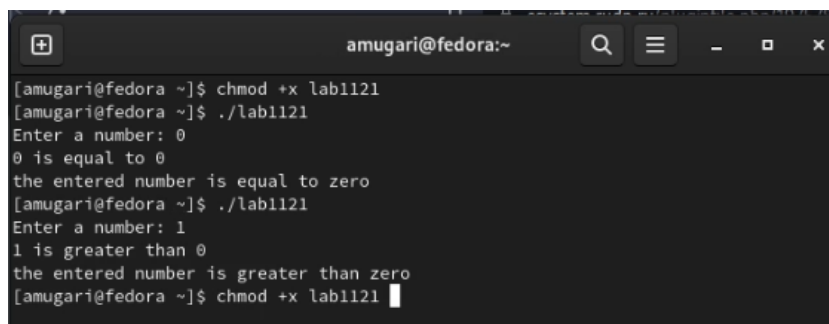 amugari@fedora:~
[amugari@fedora ~]$ chmod +x lab1121
[amugari@fedora ~]$ ./lab1121
Enter a number: 0
0 is equal to 0
the entered number is equal to zero
[amugari@fedora ~]$ ./lab1121
Enter a number: 1
1 is greater than 0
the entered number is greater than zero
[amugari@fedora ~]$ chmod +x lab1121